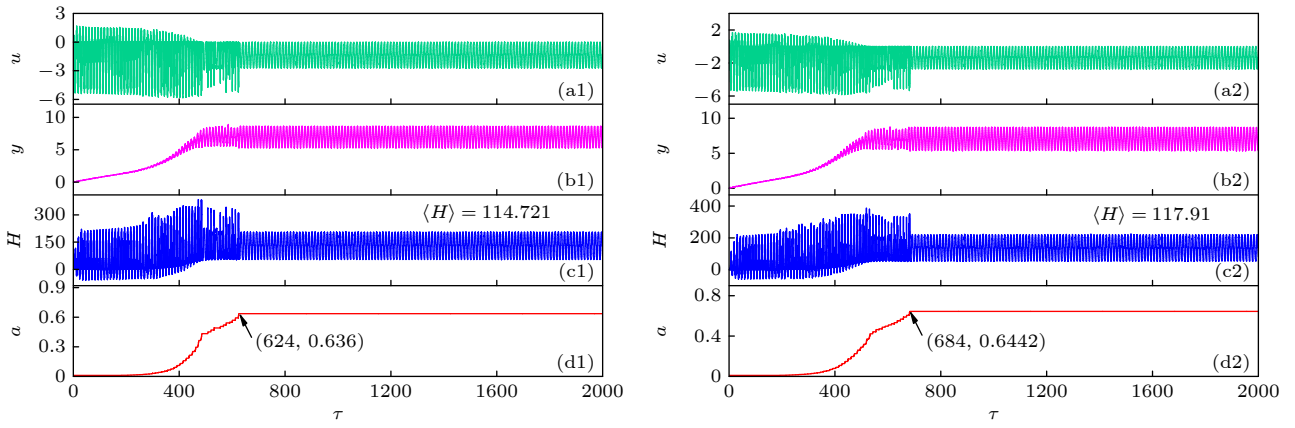 3
0
−3
−6
u
(a1)
10
5
0
y
(b1)
300
150
0
H
⟨H⟩ = 114.721
(c1)
0.9
0.6
0.3
0
a
(624, 0.636)
(d1)
0 400 800 1200 1600 2000
τ
2
−2
−6
u
(a2)
10
5
0
y
(b2)
400
200
0
H
⟨H⟩ = 117.91
(c2)
0.8
0.4
0
a
(684, 0.6442)
(d2)
0 400 800 1200 1600 2000
τ